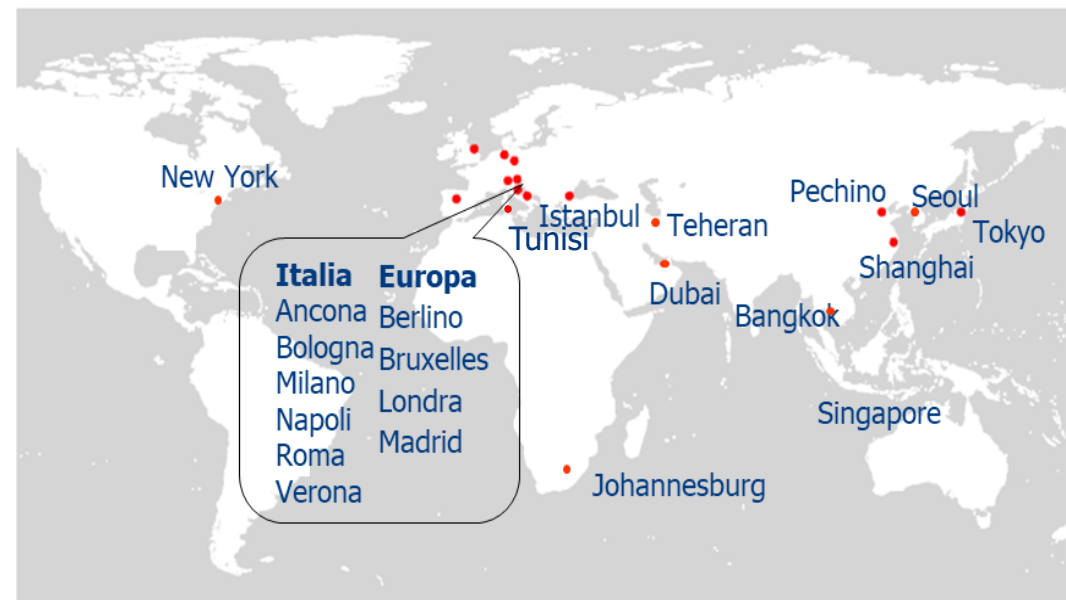 New York
Pechino
Seoul
Istanbul
Teheran
Tokyo
Tunisi
Shanghai
Dubai
Bangkok
Singapore
Johannesburg
Italia
Ancona
Bologna
Milano
Napoli
Roma
Verona
Europa
Berlino
Bruxelles
Londra
Madrid